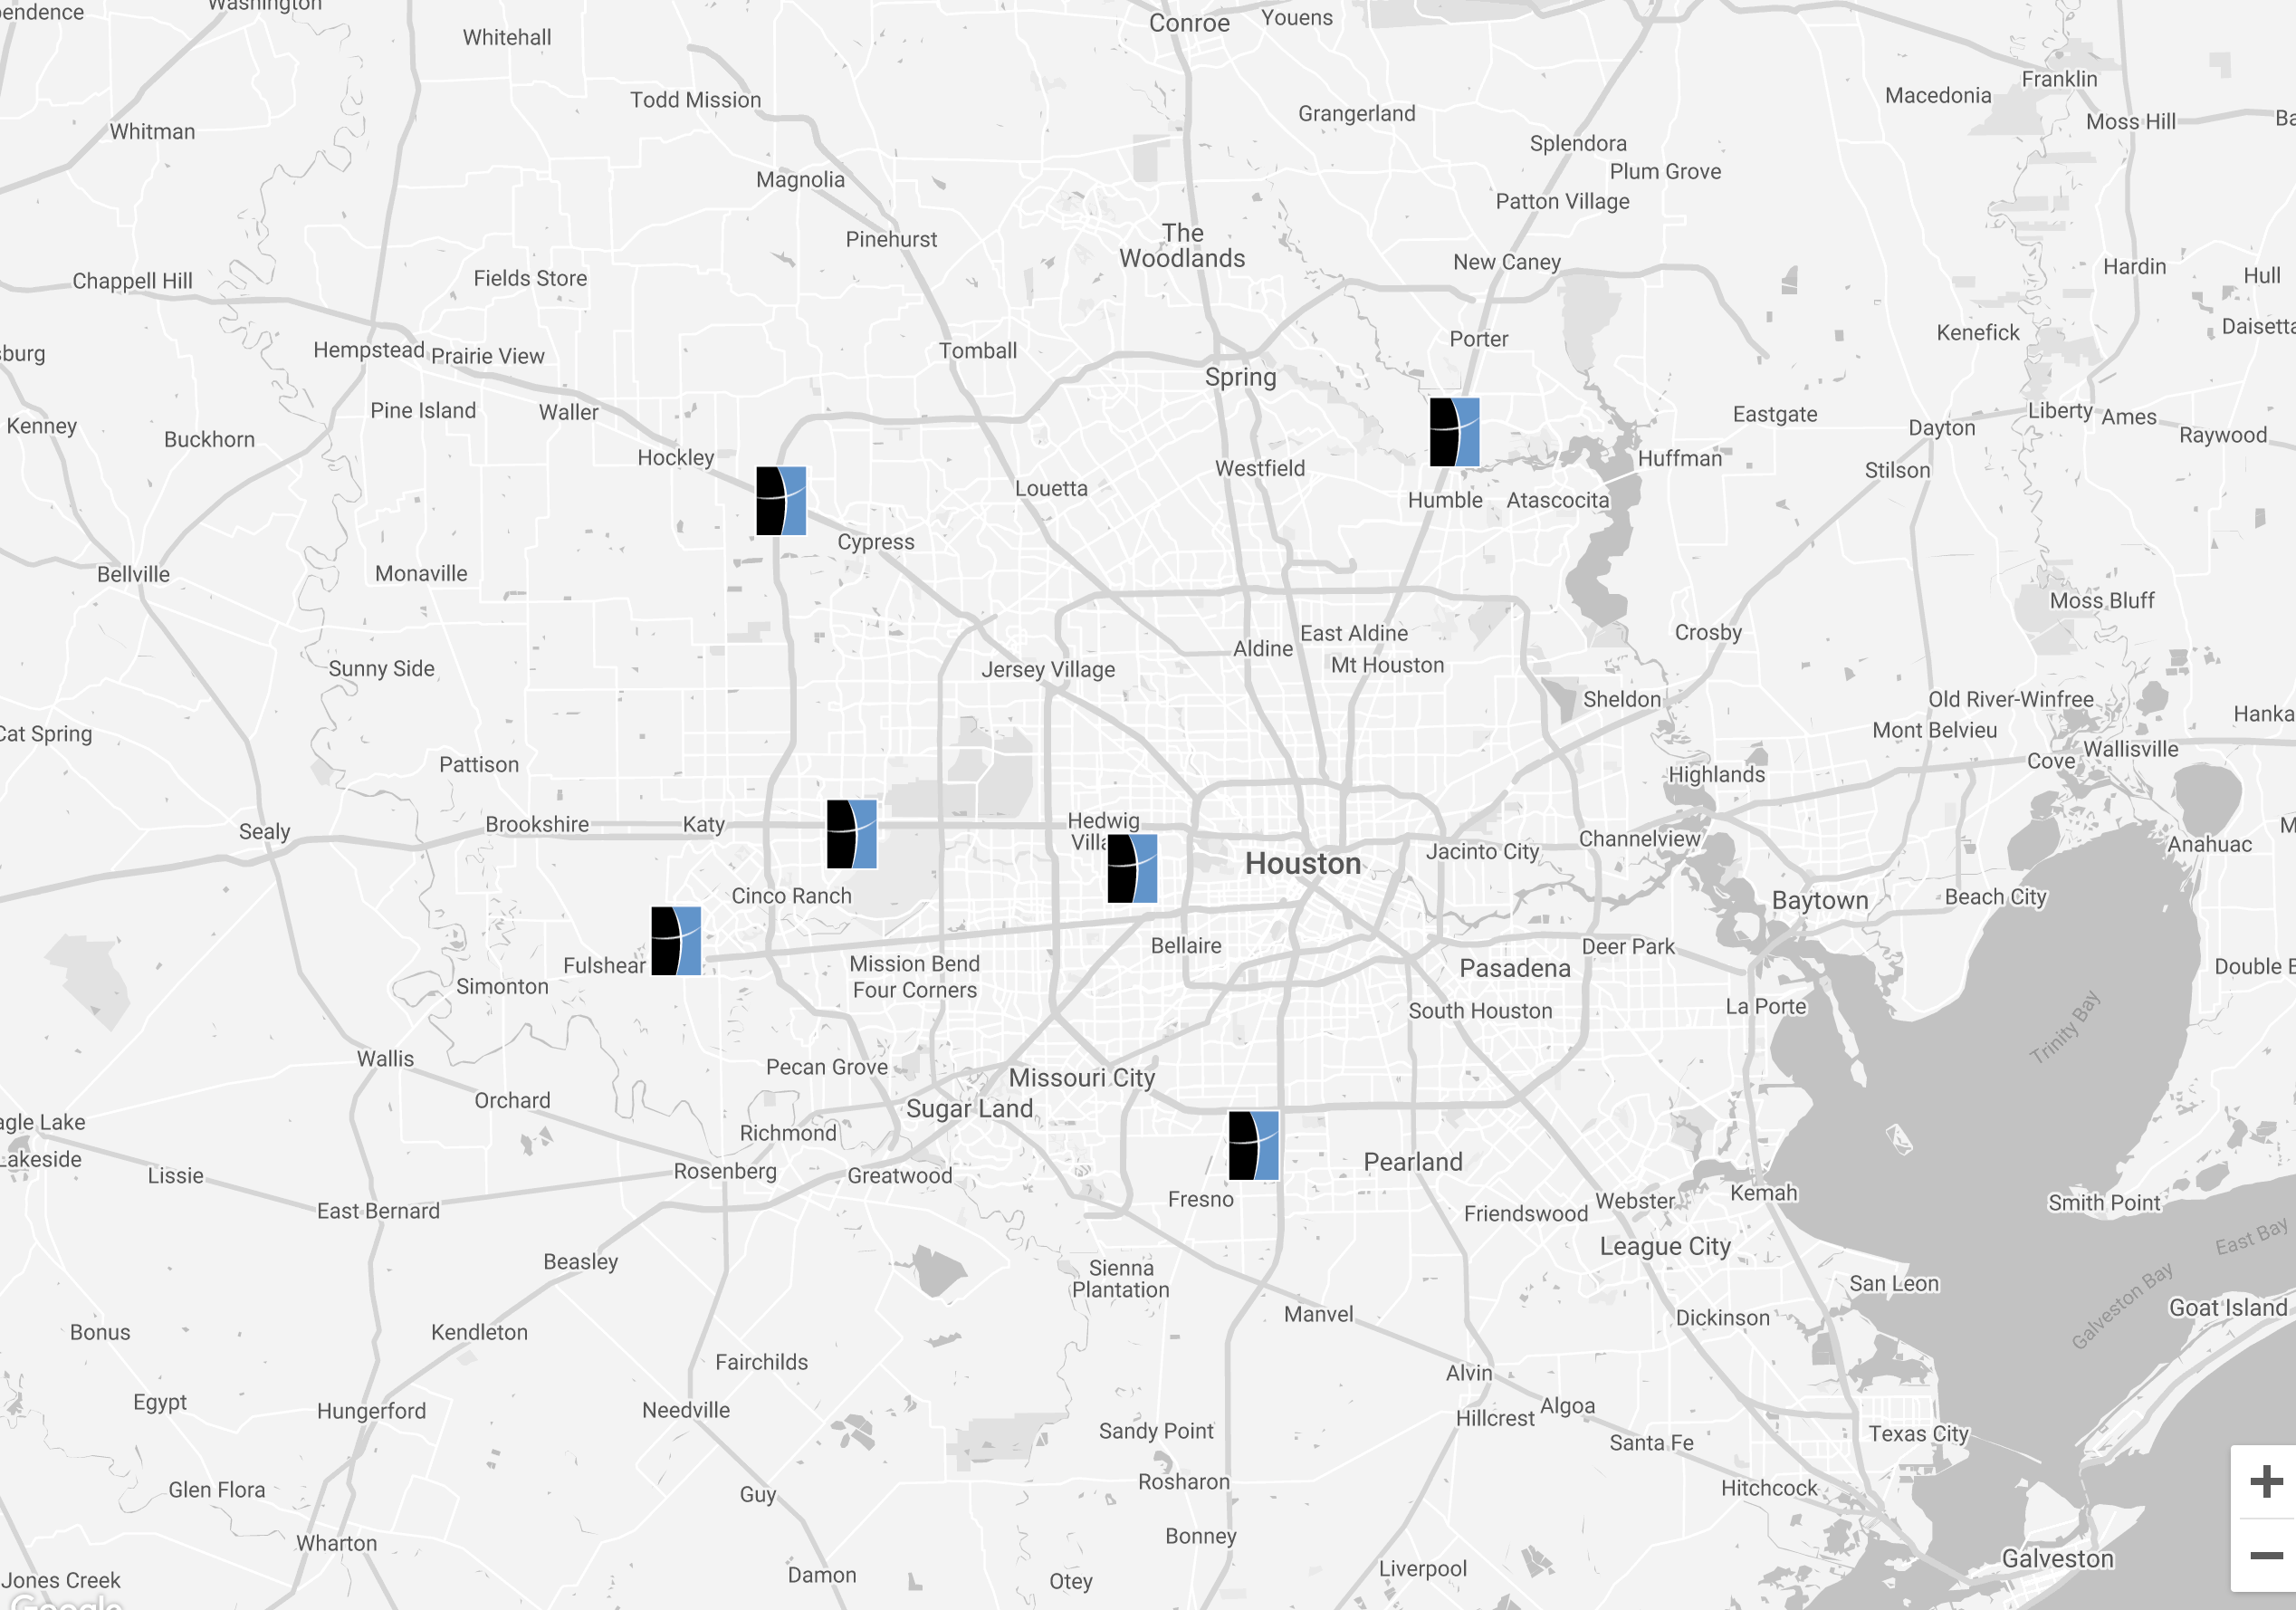 Washington
Conroe
Youens
Whitehall
Franklin
Macedonia
Todd Mission
Grangerland
Moss Hill
Whitman
Splendora
Plum Grove
Magnolia
Patton Village
Pinehurst
The
Woodlands
New Caney
Hardin
Hull
Chappell Hill
Fields Store
Kenefick
Porter
Hempstead
Prairie View
Tomball
Spring
Pine Island
Waller
Kenney
Buckhorn
Eastgate
Dayton
Liberty
Ames
Raywood
Hockley
Westfield
Huffman
Stilson
Louetta
Humble
Atascocita
Cypress
Bellville
Monaville
Moss Bluff
Crosby
East Aldine
Aldine
Mt Houston
Sunny Side
Jersey Village
Sheldon
Old River-Winfree
Mont Belvieu
Cat Spring
Pattison
Wallisville
Cove
Highlands
Sealy
Brookshire
Katy
Hedwig
Villa
Channelview
Anahuac
Houston
Jacinto City
Cinco Ranch
Baytown
Beach City
Bellaire
Deer Park
Fulshear
Mission Bend
Four Corners
Pasadena
Simonton
South Houston
La Porte
Trinity Bay
Wallis
Pecan Grove
Missouri City
Orchard
Sugar Land
Eagle Lake
Richmond
Lakeside
Lissie
Rosenberg
Greatwood
Pearland
Fresno
Webster
Kemah
Smith Point
East Bernard
Friendswood
East Bay
League City
Beasley
Sienna
Plantation
San Leon
Galveston Bay
Goat Island
Manvel
Dickinson
Bonus
Kendleton
Fairchilds
Alvin
Egypt
Hungerford
Needville
Algoa
Hillcrest
Sandy Point
Santa Fe
Texas City
Rosharon
Glen Flora
Guy
Hitchcock
Wharton
Bonney
Galveston
Damon
Otey
Liverpool
Jones Creek
Google